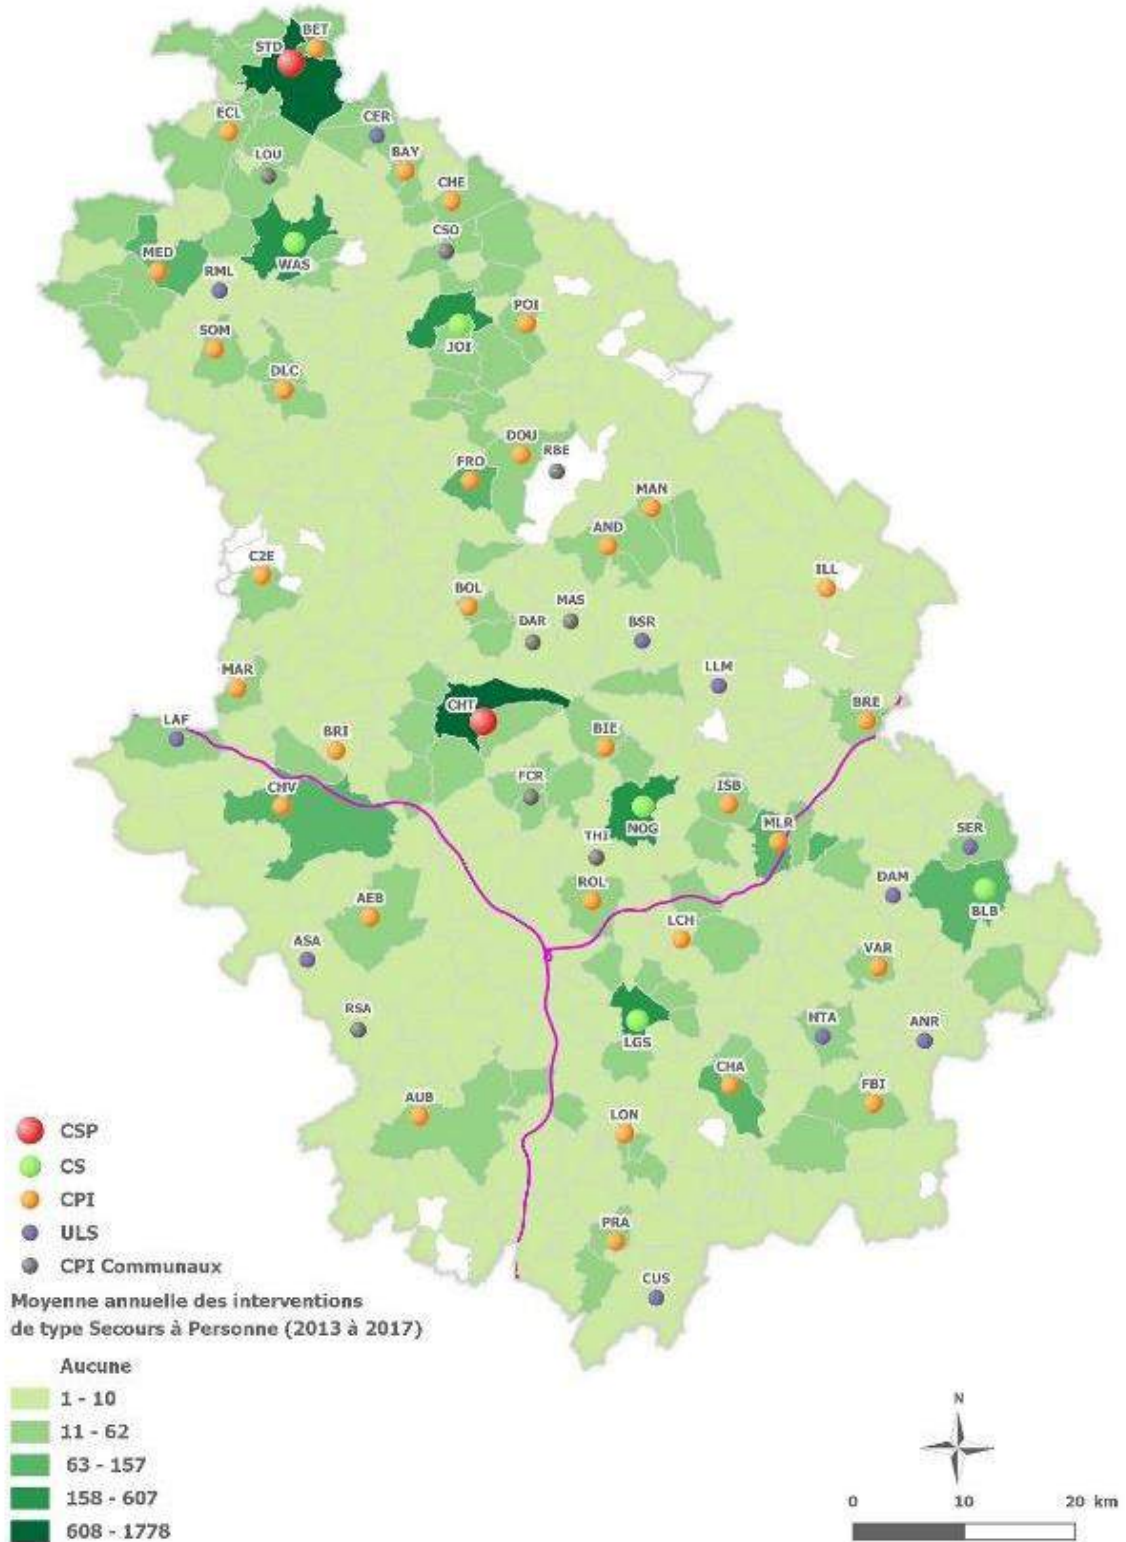 BET
STD
ECL
CER
LOU
BAY
CHE
CSO
MED
RML
WAS
POI
SOM
JOI
DLC
DOU
RBE
FRO
MAN
AND
C2E
ILL
BOL
MAS
DAR
BSR
LLM
MAR
CHT
BRE
LAF
BRI
BIE
FCR
CHV
ISB
NOG
MLR
SER
THI
DAM
ROL
BLB
AEB
LCH
ASA
VAR
RSA
NTA
ANR
LGS
CHA
FBI
AUB
LON
PRA
CUS
CSP
CS
CPI
ULS
CPI Communaux
Moyenne annuelle des interventions
de type Secours à Personne (2013 à 2017)
Aucune
1 - 10
11 - 62
63 - 157
158 - 607
608 - 1778
N
0 10 20 km